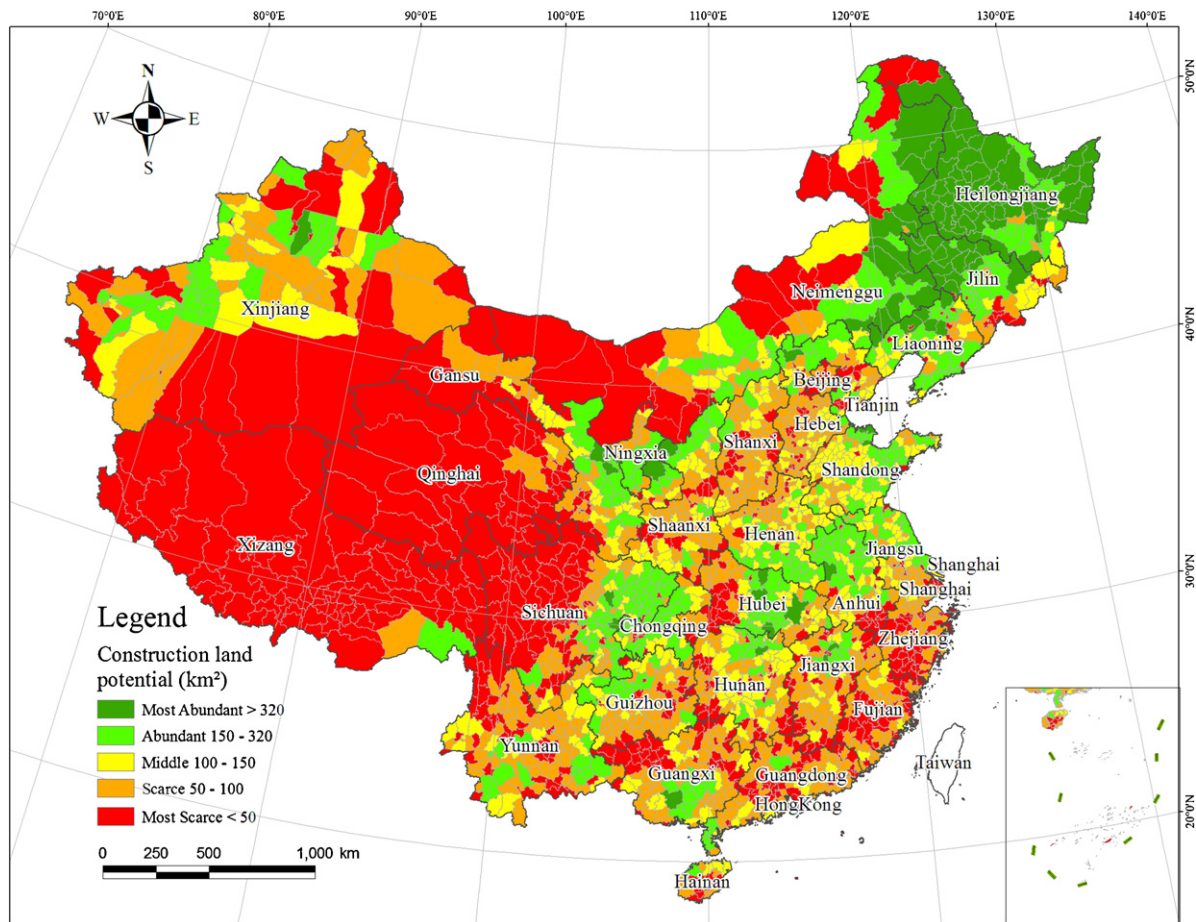 70°0'E 80°0'E 90°0'E 100°0'E 110°0'E 120°0'E 130°0'E 140°0'E
N
W E
S
50°0'N
40°0'N
30°0'N
20°0'N
Heilongjiang
Jilin
Neimenggu
Xinjiang
Liaoning
Gansu
Beijing
Tianjin
Hebei
Shanxi
Ningxia
Shandong
Qinghai
Shaanxi
Henan
Jiangsu
Xizang
Shanghai
Shanghai
Anhui
Hubei
Sichuan
Chongqing
Zhejiang
Jiangxi
Hunan
Guizhou
Fujian
Yunnan
Taiwan
Guangxi
Guangdong
HongKong
Hainan
Legend
Construction land
potential (km²)
Most Abundant > 320
Abundant 150 - 320
Middle 100 - 150
Scarce 50 - 100
Most Scarce < 50
0 250 500 1,000 km